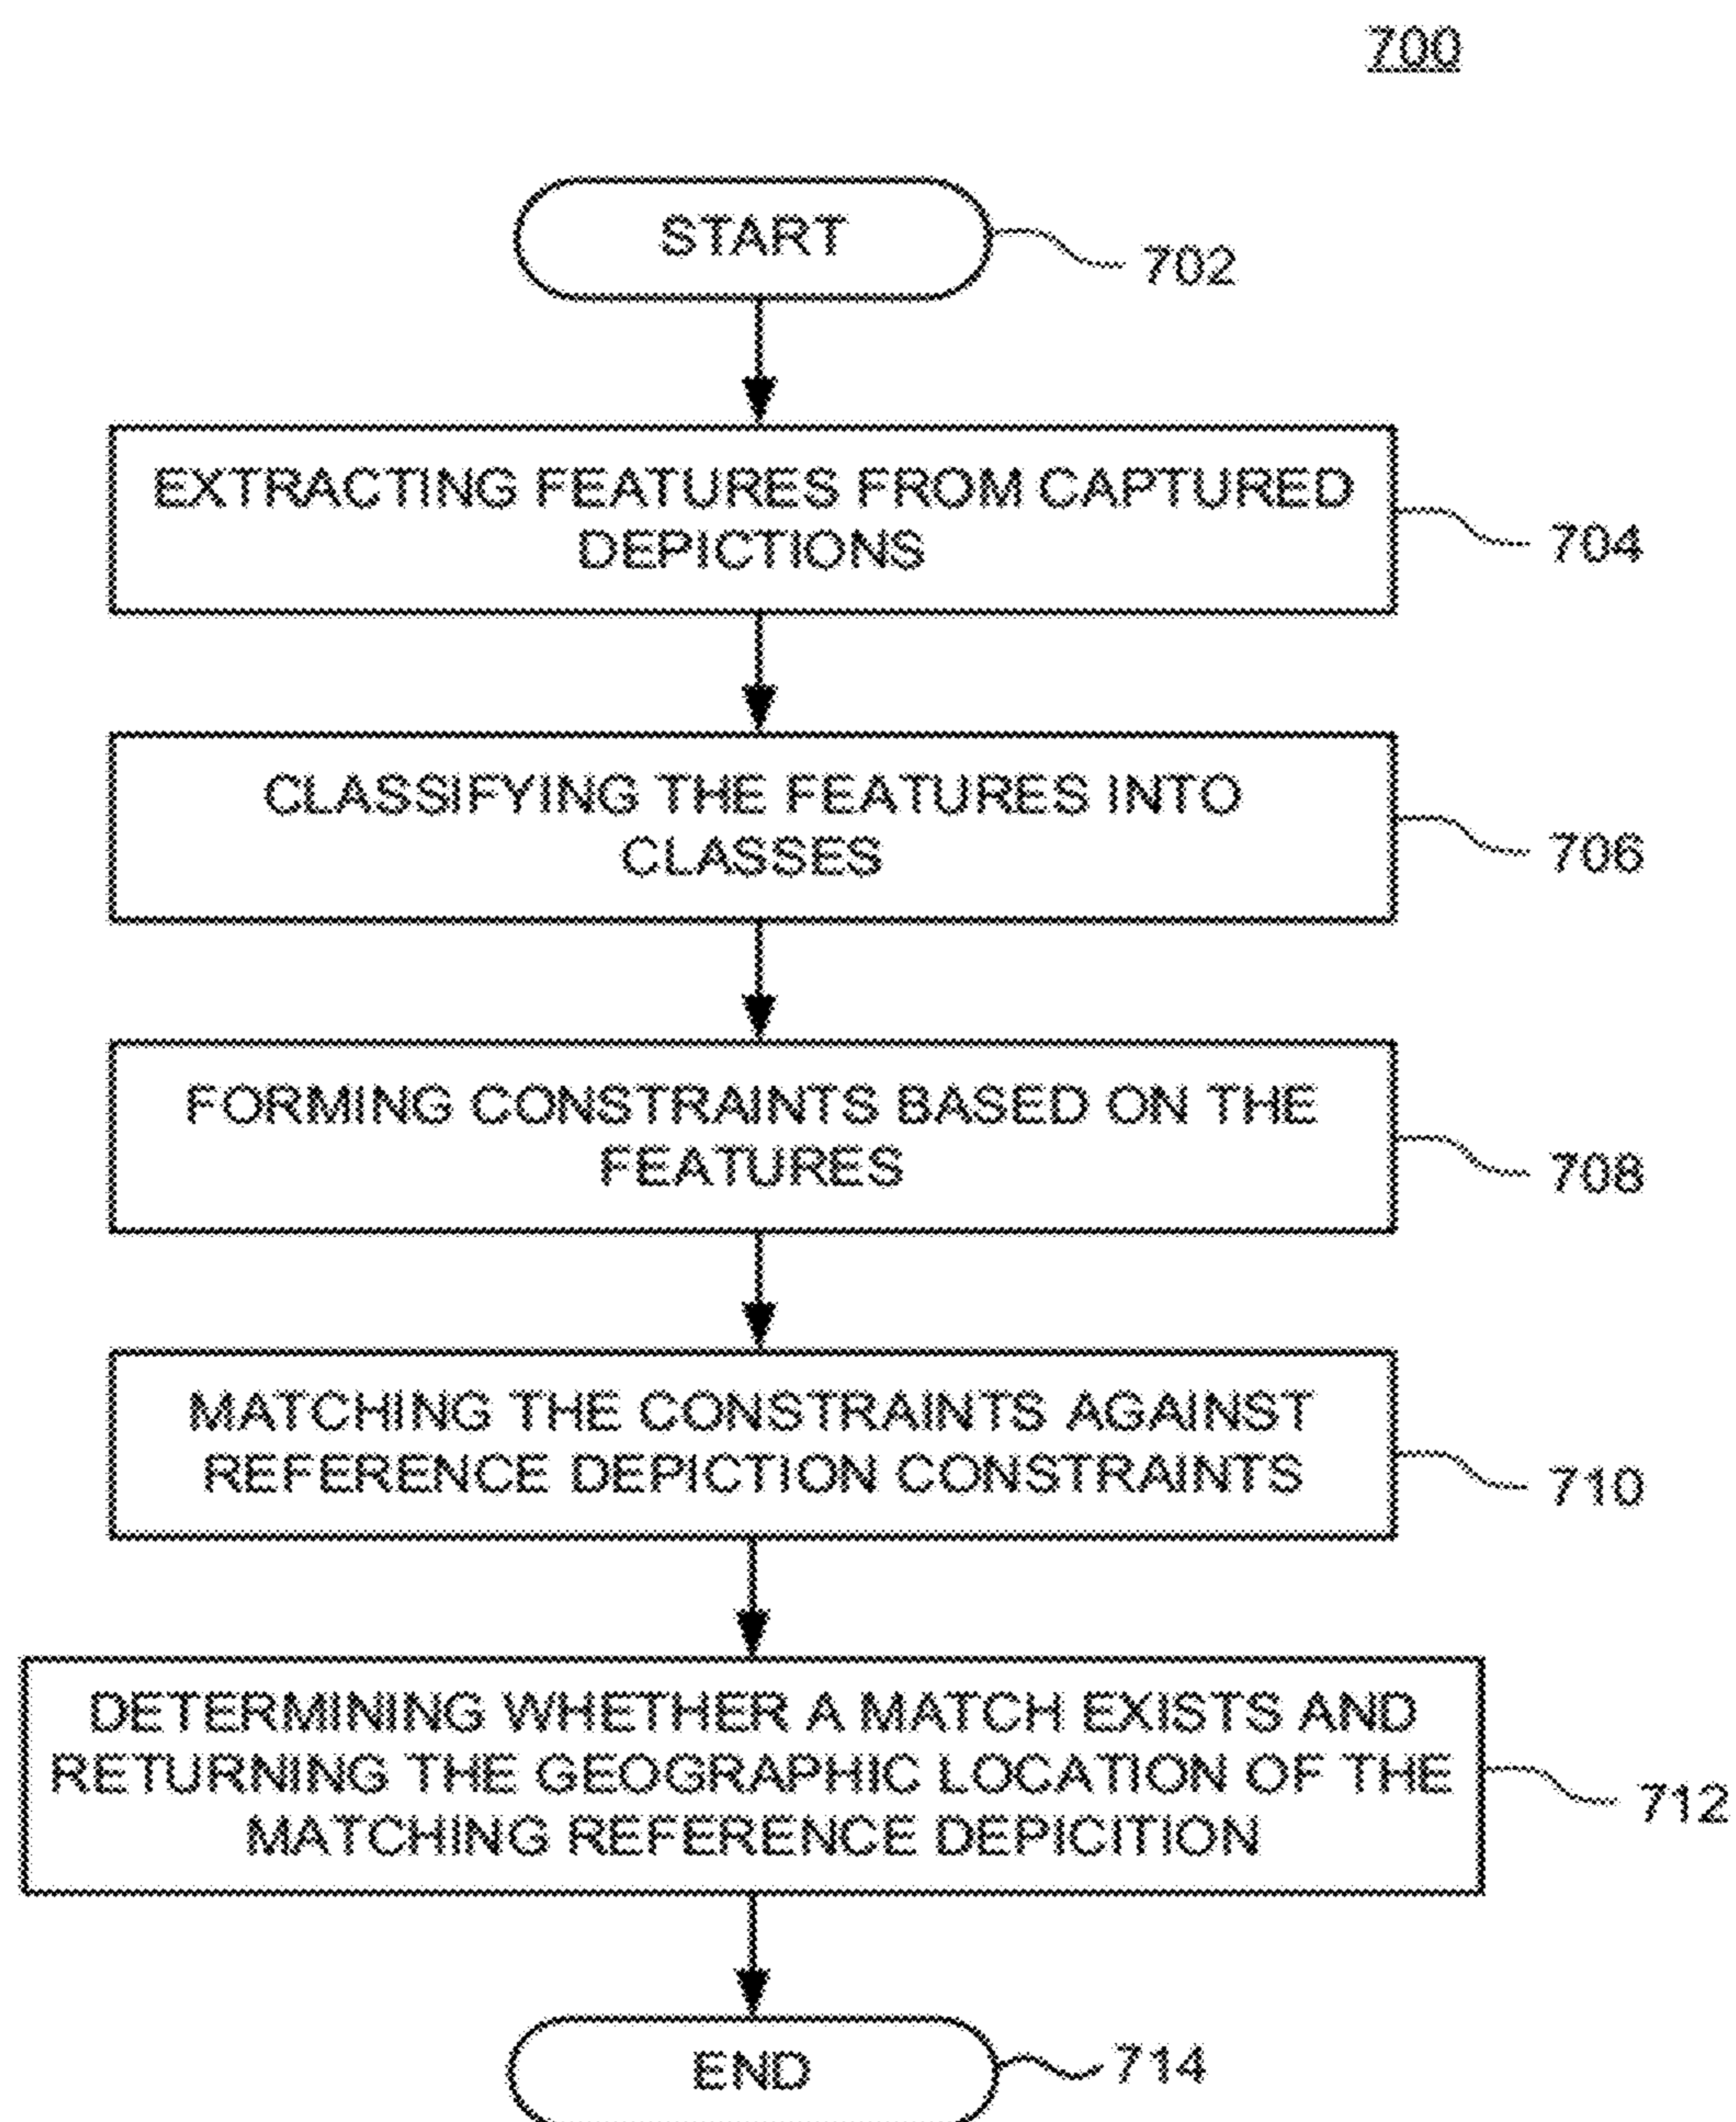 700
START
702
EXTRACTING FEATURES FROM CAPTURED
DEPICTIONS
704
CLASSIFYING THE FEATURES INTO
CLASSES
706
FORMING CONSTRAINTS BASED ON THE
FEATURES
708
MATCHING THE CONSTRAINTS AGAINST
REFERENCE DEPICTION CONSTRAINTS
710
DETERMINING WHETHER A MATCH EXISTS AND
RETURNING THE GEOGRAPHIC LOCATION OF THE
MATCHING REFERENCE DEPICITION
712
END
714